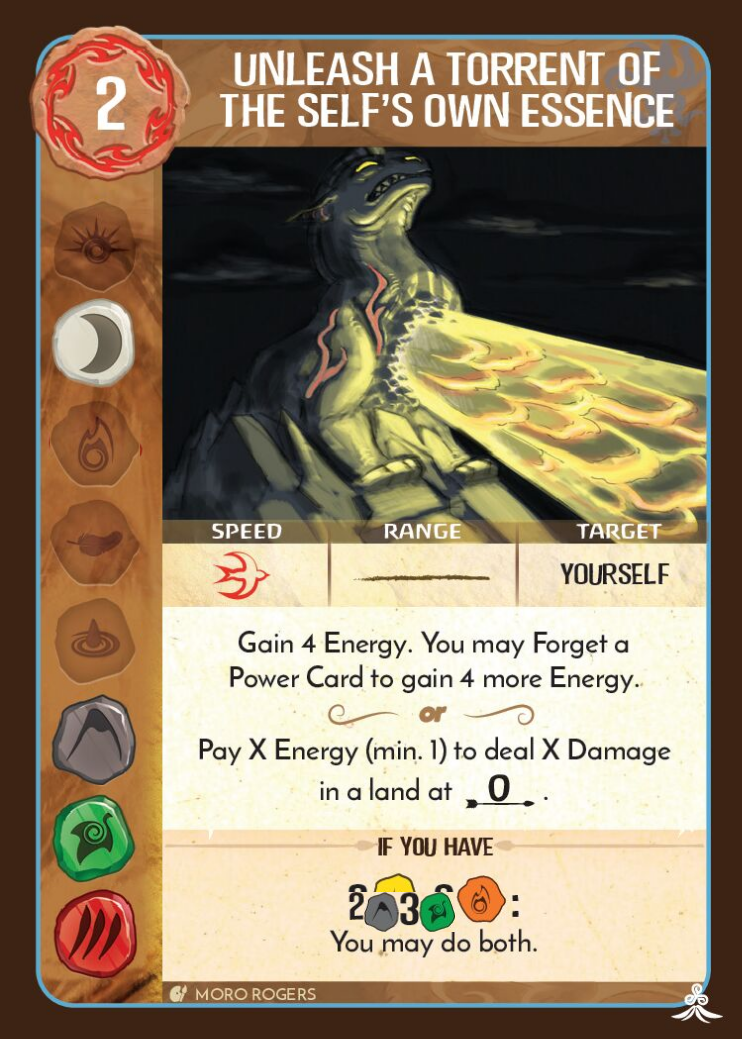 2
UNLEASH A TORRENT OF
THE SELF'S OWN ESSENCE
SPEED RANGE TARGET
YOURSELF
Gain 4 Energy. You may Forget a
Power Card to gain 4 more Energy.
or
Pay X Energy (min. 1) to deal X Damage
in a land at 0 .
IF YOU HAVE
2 3 :
You may do both.
MORO ROGERS